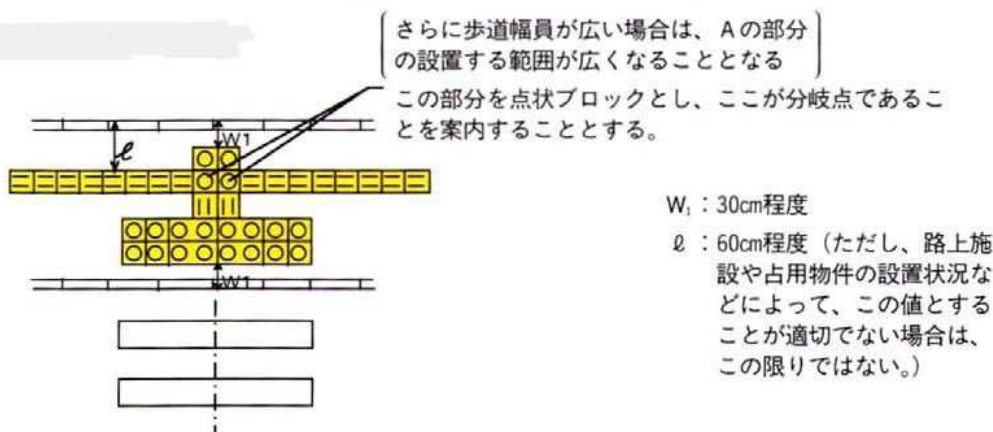 さらに歩道幅員が広い場合は、Aの部分
の設置する範囲が広くなることとなる
この部分を点状ブロックとし、ここが分岐点であるこ
とを案内することとする。
W1
ℓ
W1
W₁：30cm程度
ℓ：60cm程度（ただし、路上施
設や占用物件の設置状況な
どによって、この値とする
ことが適切でない場合は、
この限りではない。）